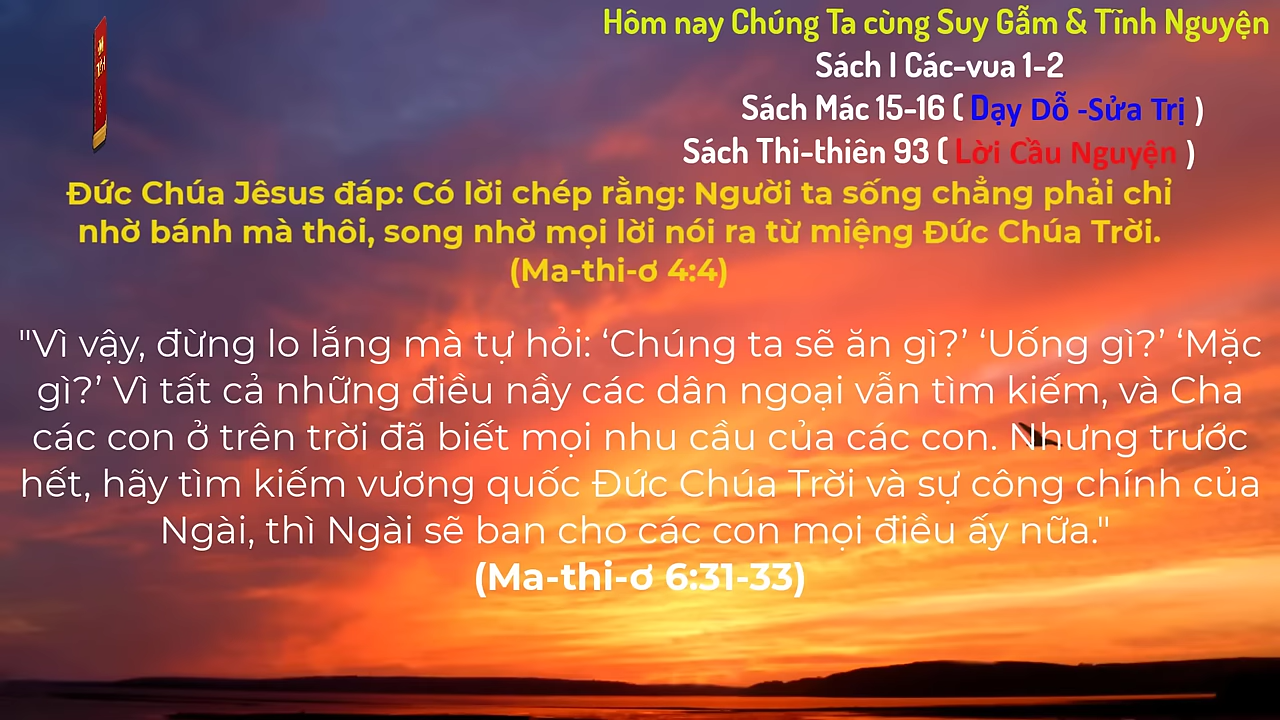 Hôm nay Chúng Ta cùng Suy Gẫm & Tĩnh Nguyện
Sách I Các-vua 1-2
Sách Mác 15-16 ( Dạy Dỗ -Sửa Trị )
Sách Thi-thiên 93 ( Lời Cầu Nguyện )
Đức Chúa Jêsus đáp: Có lời chép rằng: Người ta sống chẳng phải chỉ
nhờ bánh mà thôi, song nhờ mọi lời nói ra từ miệng Đức Chúa Trời.
(Ma-thi-ơ 4:4)
"Vì vậy, đừng lo lắng mà tự hỏi: ‘Chúng ta sẽ ăn gì?’ ‘Uống gì?’ ‘Mặc
gì?’ Vì tất cả những điều nầy các dân ngoại vẫn tìm kiếm, và Cha
các con ở trên trời đã biết mọi nhu cầu của các con. Nhưng trước
hết, hãy tìm kiếm vương quốc Đức Chúa Trời và sự công chính của
Ngài, thì Ngài sẽ ban cho các con mọi điều ấy nữa."
(Ma-thi-ơ 6:31-33)